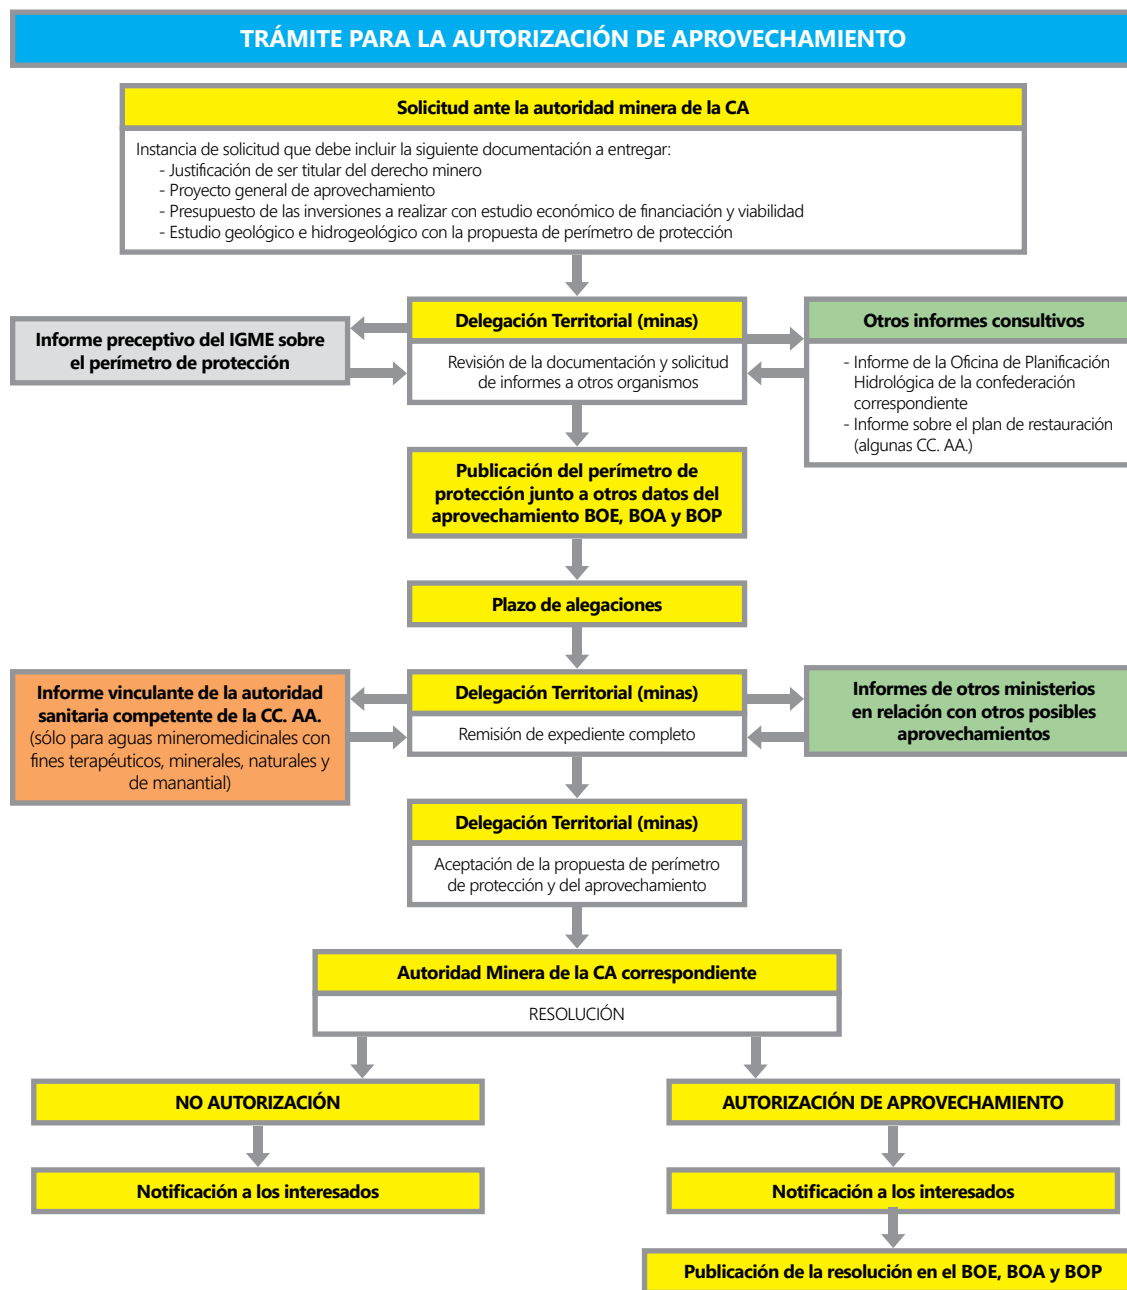 TRÁMITE PARA LA AUTORIZACIÓN DE APROVECHAMIENTO
Solicitud ante la autoridad minera de la CA
Instancia de solicitud que debe incluir la siguiente documentación a entregar:
- Justificación de ser titular del derecho minero
- Proyecto general de aprovechamiento
- Presupuesto de las inversiones a realizar con estudio económico de financiación y viabilidad
- Estudio geológico e hidrogeológico con la propuesta de perímetro de protección
Informe preceptivo del IGME sobre
el perímetro de protección
Delegación Territorial (minas)
Revisión de la documentación y solicitud
de informes a otros organismos
Otros informes consultivos
- Informe de la Oficina de Planificación
Hidrológica de la confederación
correspondiente
- Informe sobre el plan de restauración
(algunas CC. AA.)
Publicación del perímetro de
protección junto a otros datos del
aprovechamiento BOE, BOA y BOP
Plazo de alegaciones
Informe vinculante de la autoridad
sanitaria competente de la CC. AA.
(sólo para aguas mineromedicinales con
fines terapéuticos, minerales, naturales y
de manantial)
Delegación Territorial (minas)
Remisión de expediente completo
Informes de otros ministerios
en relación con otros posibles
aprovechamientos
Delegación Territorial (minas)
Aceptación de la propuesta de perímetro
de protección y del aprovechamiento
Autoridad Minera de la CA correspondiente
RESOLUCIÓN
NO AUTORIZACIÓN
Notificación a los interesados
AUTORIZACIÓN DE APROVECHAMIENTO
Notificación a los interesados
Publicación de la resolución en el BOE, BOA y BOP